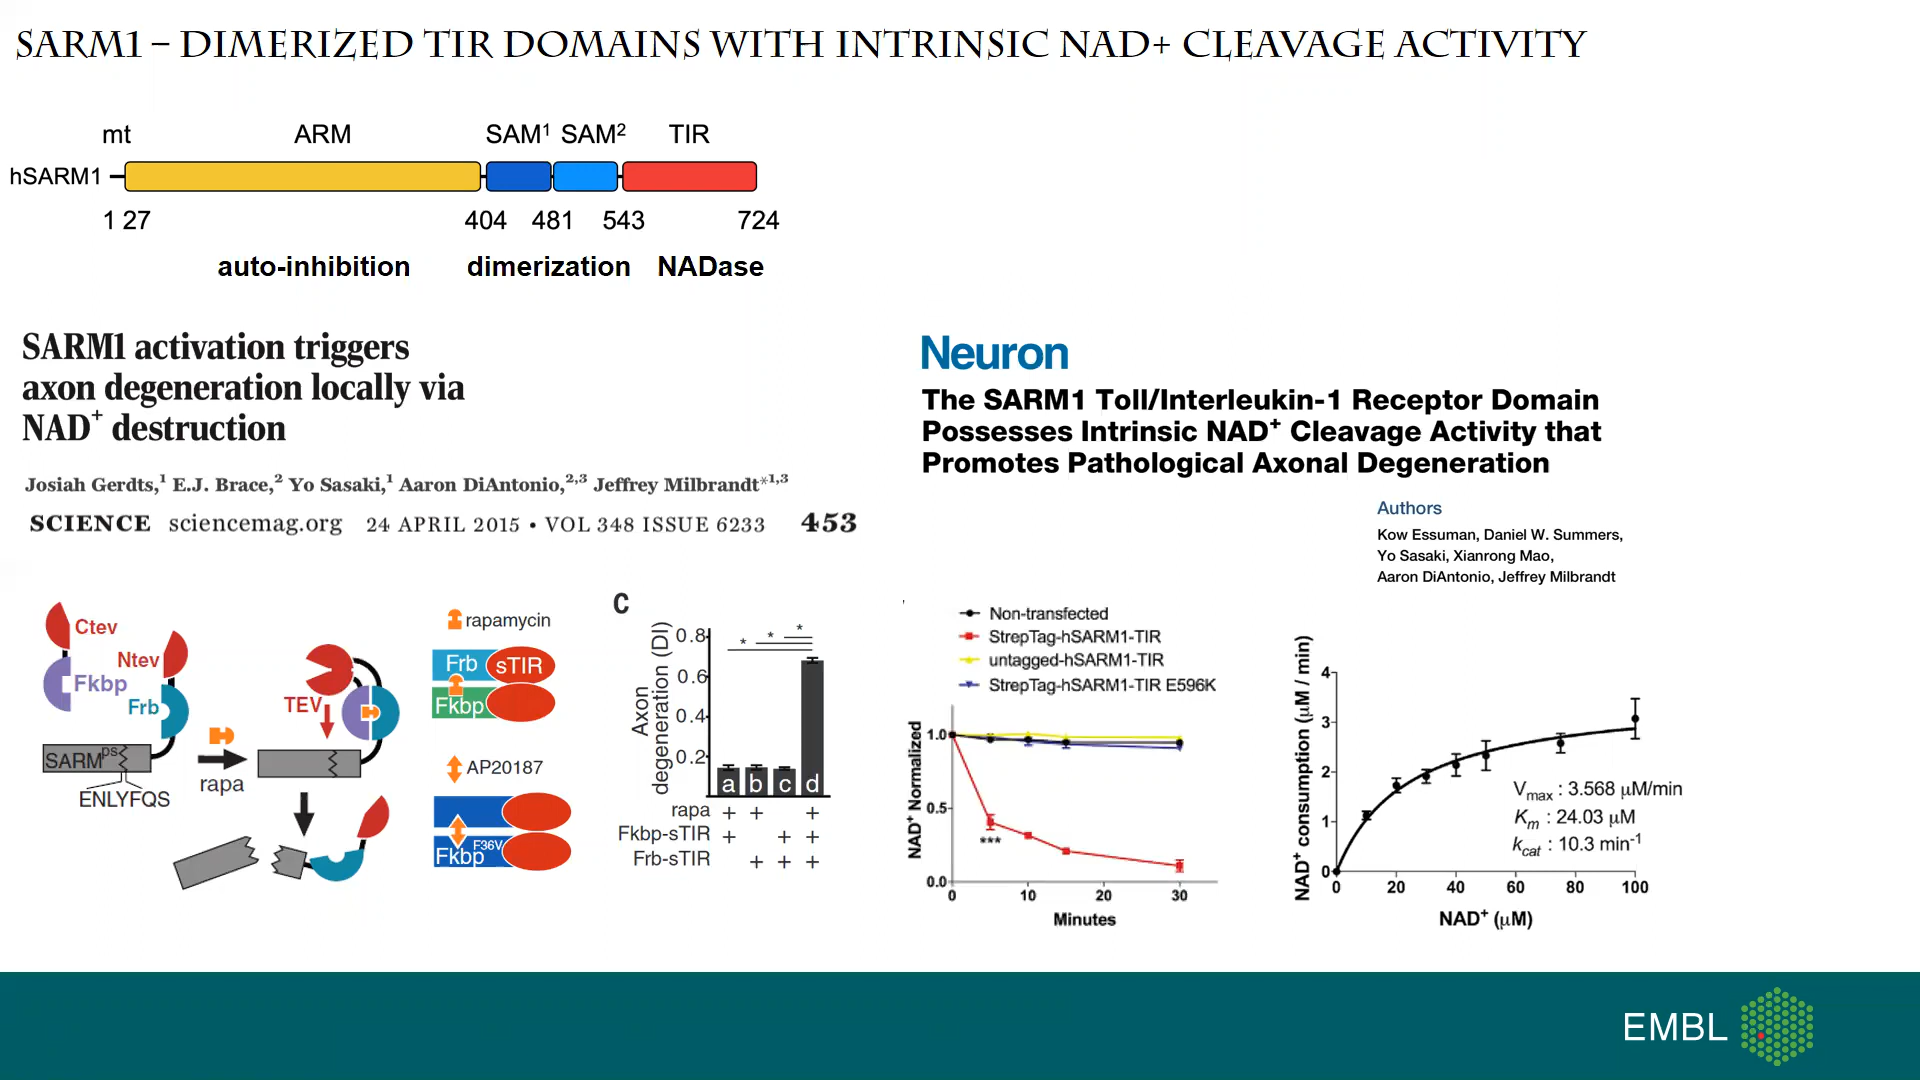 SARM1 – DIMERIZED TIR DOMAINS WITH INTRINSIC NAD+ CLEAVAGE ACTIVITY
mt ARM SAM¹ SAM² TIR
hSARM1
1 27 404 481 543 724
auto-inhibition dimerization NADase
SARM1 activation triggers
axon degeneration locally via
NAD⁺ destruction
Josiah Gerdts,¹ E.J. Brace,² Yo Sasaki,¹ Aaron DiAntonio,²,³ Jeffrey Milbrandt*¹,³
SCIENCE sciencemag.org 24 APRIL 2015 • VOL 348 ISSUE 6233 453
Neuron
The SARM1 Toll/Interleukin-1 Receptor Domain
Possesses Intrinsic NAD⁺ Cleavage Activity that
Promotes Pathological Axonal Degeneration
Authors
Kow Essuman, Daniel W. Summers,
Yo Sasaki, Xianrong Mao,
Aaron DiAntonio, Jeffrey Milbrandt
Ctev
Ntev
Fkbp
Frb
SARM ps
ENLYFQS
rapa
TEV
rapamycin
Frb sTIR
Fkbp
AP20187
Fkbp F36V
C
Axon
degeneration (DI)
0.8
0.6
0.4
0.2
* * *
a b c d
rapa + + +
Fkbp-sTIR + + +
Frb-sTIR + + +
Non-transfected
StrepTag-hSARM1-TIR
untagged-hSARM1-TIR
StrepTag-hSARM1-TIR E596K
NAD⁺ Normalized
1.0
0.5
0.0
***
0 10 20 30
Minutes
NAD⁺ consumption (µM / min)
4
3
2
1
0
Vmax : 3.568 µM/min
Km : 24.03 µM
kcat : 10.3 min⁻¹
0 20 40 60 80 100
NAD⁺ (µM)
EMBL